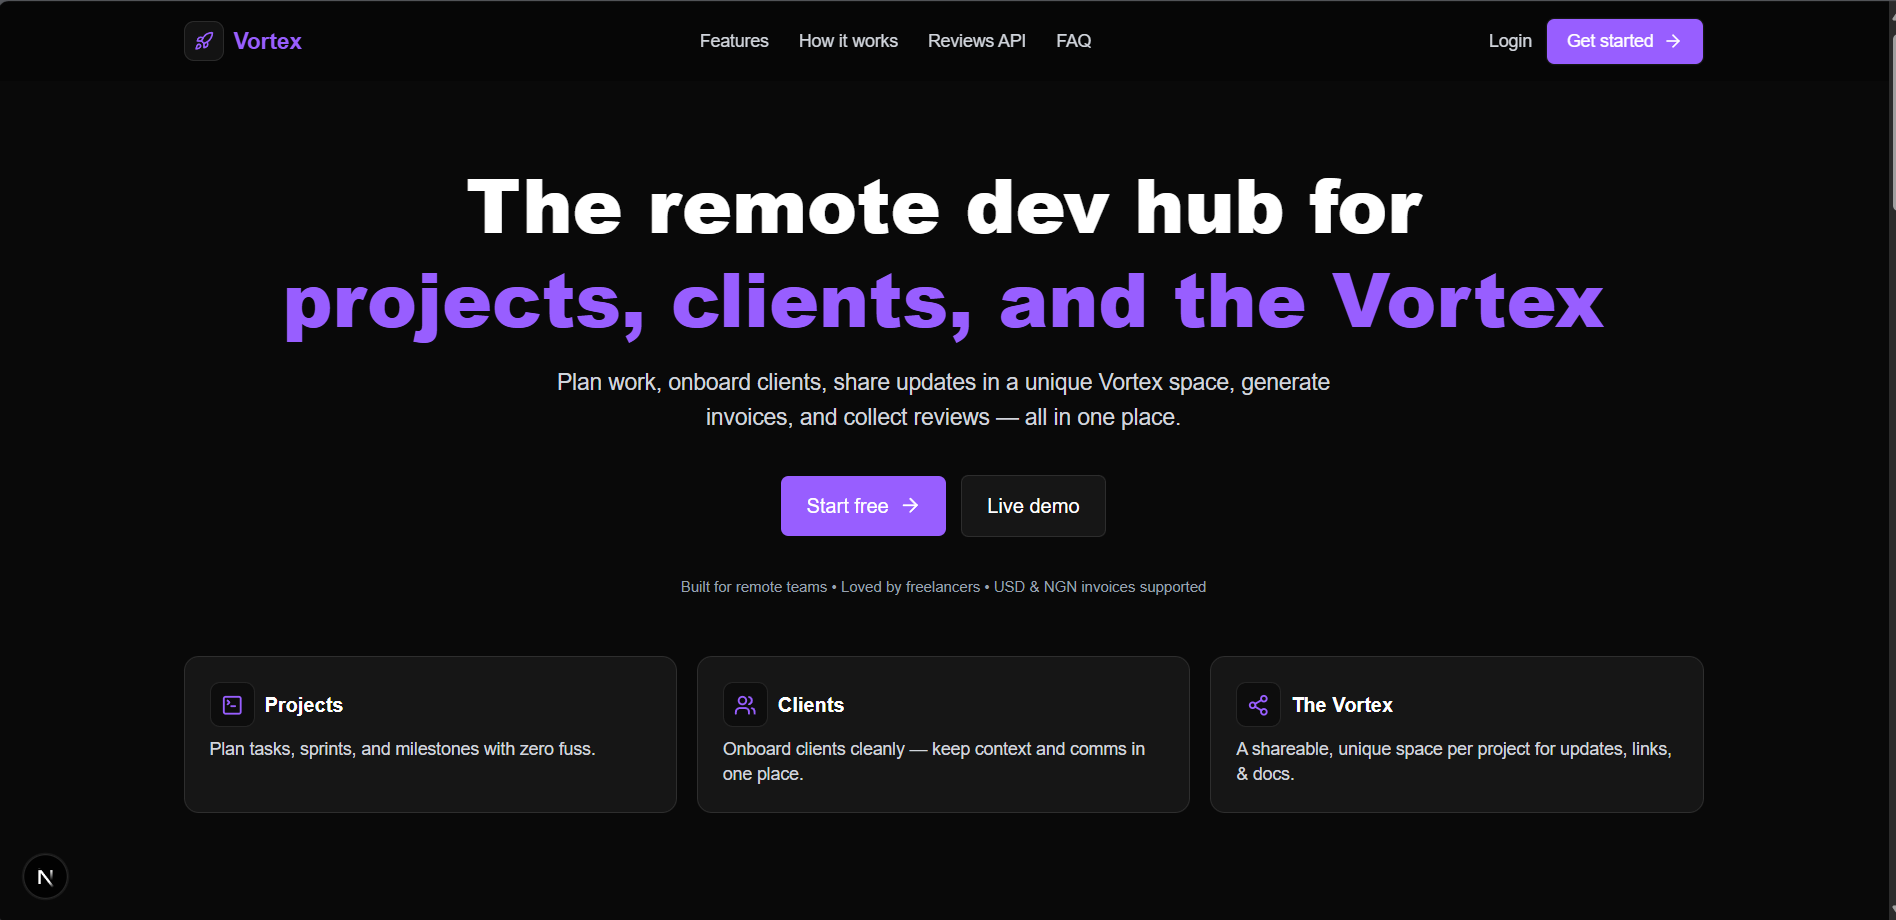 Vortex
Features
How it works
Reviews API
FAQ
Login
Get started
The remote dev hub for
projects, clients, and the Vortex
Plan work, onboard clients, share updates in a unique Vortex space, generate
invoices, and collect reviews — all in one place.
Start free
Live demo
Built for remote teams • Loved by freelancers • USD & NGN invoices supported
Projects
Plan tasks, sprints, and milestones with zero fuss.
Clients
Onboard clients cleanly — keep context and comms in
one place.
The Vortex
A shareable, unique space per project for updates, links,
& docs.
N